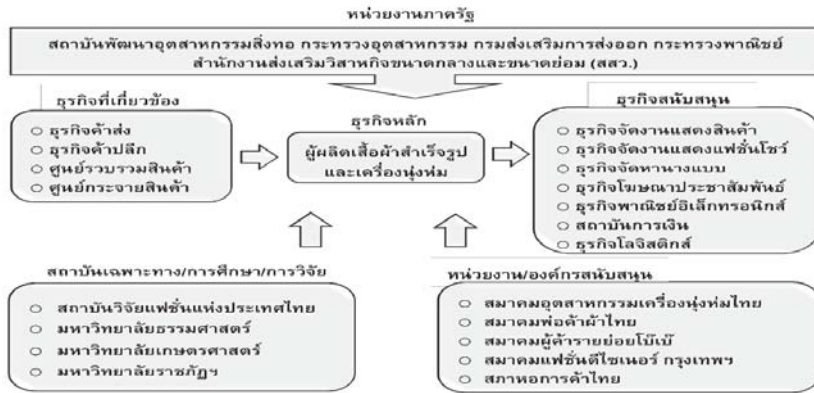 หน่วยงานภาครัฐ
สถาบันพัฒนาอุตสาหกรรมสิ่งทอ กระทรวงอุตสาหกรรม กรมส่งเสริมการส่งออก กระทรวงพาณิชย์
สำนักงานส่งเสริมวิสาหกิจขนาดกลางและขนาดย่อม (สสว.)
ธุรกิจที่เกี่ยวข้อง
ธุรกิจค้าส่ง
ธุรกิจค้าปลีก
ศูนย์รวบรวมสินค้า
ศูนย์กระจายสินค้า
ธุรกิจหลัก
ผู้ผลิตเสื้อผ้าสำเร็จรูป
และเครื่องนุ่งห่ม
ธุรกิจสนับสนุน
ธุรกิจจัดงานแสดงสินค้า
ธุรกิจจัดงานแสดงแฟชั่นโชว์
ธุรกิจจัดหานางแบบ
ธุรกิจโฆษณาประชาสัมพันธ์
ธุรกิจพาณิชย์อิเล็กทรอนิกส์
สถาบันการเงิน
ธุรกิจโลจิสติกส์
สถาบันเฉพาะทาง/การศึกษา/การวิจัย
สถาบันวิจัยแฟชั่นแห่งประเทศไทย
มหาวิทยาลัยธรรมศาสตร์
มหาวิทยาลัยเกษตรศาสตร์
มหาวิทยาลัยราชภัฏฯ
หน่วยงาน/องค์กรสนับสนุน
สมาคมอุตสาหกรรมเครื่องนุ่งห่มไทย
สมาคมพ่อค้าผ้าไทย
สมาคมผู้ค้ารายย่อยโบ๊เบ๊
สมาคมแฟชั่นดีไซเนอร์ กรุงเทพฯ
สภาหอการค้าไทย